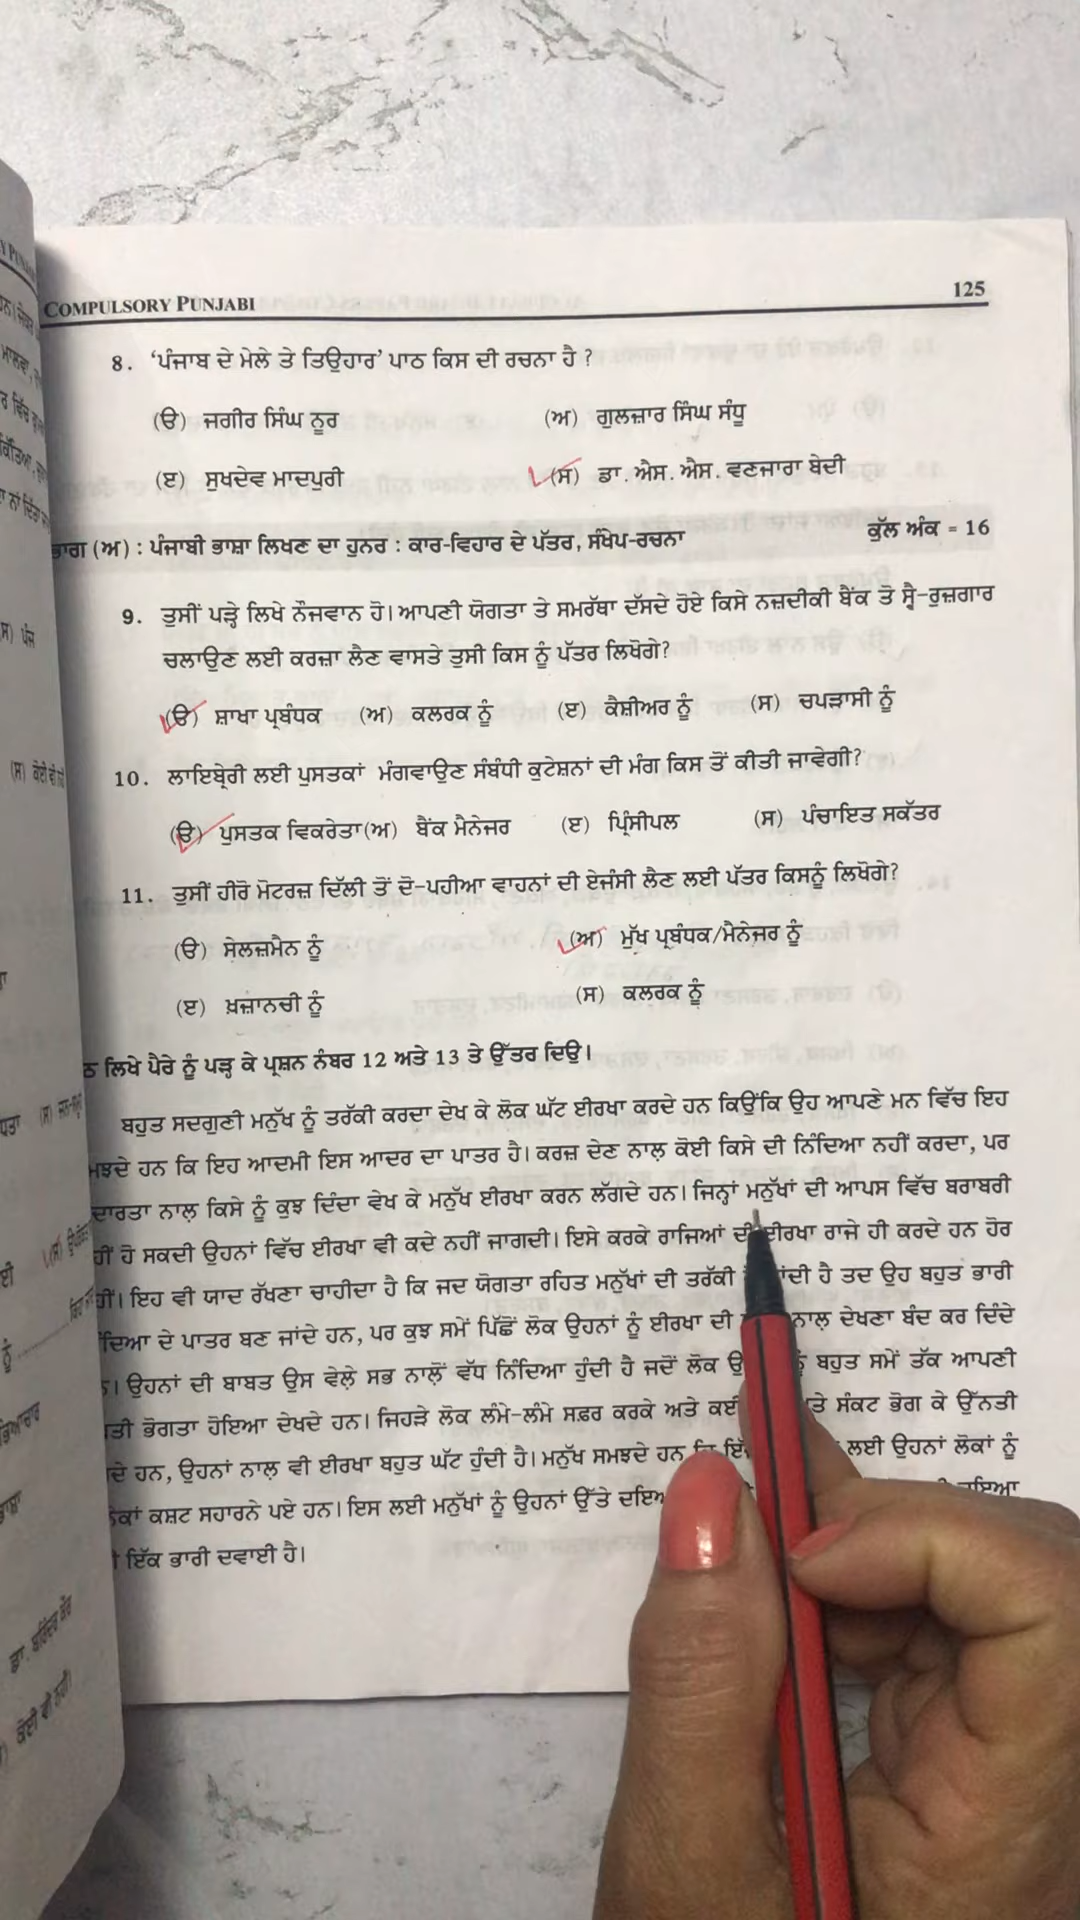 COMPULSORY PUNJABI 125
8. 'ਪੰਜਾਬ ਦੇ ਮੇਲੇ ਤੇ ਤਿਉਹਾਰ' ਪਾਠ ਕਿਸ ਦੀ ਰਚਨਾ ਹੈ ?
(ੳ) ਜਗੀਰ ਸਿੰਘ ਨੂਰ (ਅ) ਗੁਲਜ਼ਾਰ ਸਿੰਘ ਸੰਧੂ
(ੲ) ਸੁਖਦੇਵ ਮਾਦਪੁਰੀ (ਸ) ਡਾ. ਐਸ. ਐਸ. ਵਣਜਾਰਾ ਬੇਦੀ
ਭਾਗ (ਅ) : ਪੰਜਾਬੀ ਭਾਸ਼ਾ ਲਿਖਣ ਦਾ ਹੁਨਰ : ਕਾਰ-ਵਿਹਾਰ ਦੇ ਪੱਤਰ, ਸੰਖੇਪ-ਰਚਨਾ ਕੁੱਲ ਅੰਕ = 16
9. ਤੁਸੀਂ ਪੜ੍ਹੇ ਲਿਖੇ ਨੌਜਵਾਨ ਹੋ। ਆਪਣੀ ਯੋਗਤਾ ਤੇ ਸਮਰੱਥਾ ਦੱਸਦੇ ਹੋਏ ਕਿਸੇ ਨਜ਼ਦੀਕੀ ਬੈਂਕ ਤੋ ਸ੍ਵੈ-ਰੁਜ਼ਗਾਰ
ਚਲਾਉਣ ਲਈ ਕਰਜ਼ਾ ਲੈਣ ਵਾਸਤੇ ਤੁਸੀ ਕਿਸ ਨੂੰ ਪੱਤਰ ਲਿਖੋਗੇ?
(ੳ) ਸ਼ਾਖਾ ਪ੍ਰਬੰਧਕ (ਅ) ਕਲਰਕ ਨੂੰ (ੲ) ਕੈਸ਼ੀਅਰ ਨੂੰ (ਸ) ਚਪੜਾਸੀ ਨੂੰ
10. ਲਾਇਬ੍ਰੇਰੀ ਲਈ ਪੁਸਤਕਾਂ ਮੰਗਵਾਉਣ ਸੰਬੰਧੀ ਕੁਟੇਸ਼ਨਾਂ ਦੀ ਮੰਗ ਕਿਸ ਤੋਂ ਕੀਤੀ ਜਾਵੇਗੀ?
(ੳ) ਪੁਸਤਕ ਵਿਕਰੇਤਾ (ਅ) ਬੈਂਕ ਮੈਨੇਜਰ (ੲ) ਪ੍ਰਿੰਸੀਪਲ (ਸ) ਪੰਚਾਇਤ ਸਕੱਤਰ
11. ਤੁਸੀਂ ਹੀਰੋ ਮੋਟਰਜ਼ ਦਿੱਲੀ ਤੋਂ ਦੋ-ਪਹੀਆ ਵਾਹਨਾਂ ਦੀ ਏਜੰਸੀ ਲੈਣ ਲਈ ਪੱਤਰ ਕਿਸਨੂੰ ਲਿਖੋਗੇ?
(ੳ) ਸੇਲਜ਼ਮੈਨ ਨੂੰ (ਅ) ਮੁੱਖ ਪ੍ਰਬੰਧਕ/ਮੈਨੇਜਰ ਨੂੰ
(ੲ) ਖ਼ਜ਼ਾਨਚੀ ਨੂੰ (ਸ) ਕਲਰਕ ਨੂੰ
ਲਿਖੇ ਪੈਰੇ ਨੂੰ ਪੜ੍ਹ ਕੇ ਪ੍ਰਸ਼ਨ ਨੰਬਰ 12 ਅਤੇ 13 ਤੇ ਉੱਤਰ ਦਿਉ।
ਬਹੁਤ ਸਦਗੁਣੀ ਮਨੁੱਖ ਨੂੰ ਤਰੱਕੀ ਕਰਦਾ ਦੇਖ ਕੇ ਲੋਕ ਘੱਟ ਈਰਖਾ ਕਰਦੇ ਹਨ ਕਿਉਂਕਿ ਉਹ ਆਪਣੇ ਮਨ ਵਿੱਚ ਇਹ
ਹਨ ਕਿ ਇਹ ਆਦਮੀ ਇਸ ਆਦਰ ਦਾ ਪਾਤਰ ਹੈ। ਕਰਜ਼ ਦੇਣ ਨਾਲ਼ ਕੋਈ ਕਿਸੇ ਦੀ ਨਿੰਦਿਆ ਨਹੀਂ ਕਰਦਾ, ਪਰ
ਨਾਲ਼ ਕਿਸੇ ਨੂੰ ਕੁਝ ਦਿੰਦਾ ਵੇਖ ਕੇ ਮਨੁੱਖ ਈਰਖਾ ਕਰਨ ਲੱਗਦੇ ਹਨ। ਜਿਨ੍ਹਾਂ ਮਨੁੱਖਾਂ ਦੀ ਆਪਸ ਵਿੱਚ ਬਰਾਬਰੀ
ਹੋ ਸਕਦੀ ਉਹਨਾਂ ਵਿੱਚ ਈਰਖਾ ਵੀ ਕਦੇ ਨਹੀਂ ਜਾਗਦੀ। ਇਸੇ ਕਰਕੇ ਰਾਜਿਆਂ ਦੀ ਈਰਖਾ ਰਾਜੇ ਹੀ ਕਰਦੇ ਹਨ ਹੋਰ
ਇਹ ਵੀ ਯਾਦ ਰੱਖਣਾ ਚਾਹੀਦਾ ਹੈ ਕਿ ਜਦ ਯੋਗਤਾ ਰਹਿਤ ਮਨੁੱਖਾਂ ਦੀ ਤਰੱਕੀ ਹੈ ਤਦ ਉਹ ਬਹੁਤ ਭਾਰੀ
ਦੇ ਪਾਤਰ ਬਣ ਜਾਂਦੇ ਹਨ, ਪਰ ਕੁਝ ਸਮੇਂ ਪਿੱਛੋਂ ਲੋਕ ਉਹਨਾਂ ਨੂੰ ਈਰਖਾ ਦੀ ਨਾਲ਼ ਦੇਖਣਾ ਬੰਦ ਕਰ ਦਿੰਦੇ
ਉਹਨਾਂ ਦੀ ਬਾਬਤ ਉਸ ਵੇਲ਼ੇ ਸਭ ਨਾਲ਼ੋਂ ਵੱਧ ਨਿੰਦਿਆ ਹੁੰਦੀ ਹੈ ਜਦੋਂ ਲੋਕ ਬਹੁਤ ਸਮੇਂ ਤੱਕ ਆਪਣੀ
ਭੋਗਤਾ ਹੋਇਆ ਦੇਖਦੇ ਹਨ। ਜਿਹੜੇ ਲੋਕ ਲੰਮੇ-ਲੰਮੇ ਸਫ਼ਰ ਕਰਕੇ ਅਤੇ ਕਈ ਸੰਕਟ ਭੋਗ ਕੇ ਉੱਨਤੀ
ਹਨ, ਉਹਨਾਂ ਨਾਲ਼ ਵੀ ਈਰਖਾ ਬਹੁਤ ਘੱਟ ਹੁੰਦੀ ਹੈ। ਮਨੁੱਖ ਸਮਝਦੇ ਹਨ ਲਈ ਉਹਨਾਂ ਲੋਕਾਂ ਨੂੰ
ਕਸ਼ਟ ਸਹਾਰਨੇ ਪਏ ਹਨ। ਇਸ ਲਈ ਮਨੁੱਖਾਂ ਨੂੰ ਉਹਨਾਂ ਉੱਤੇ
ਇੱਕ ਭਾਰੀ ਦਵਾਈ ਹੈ।